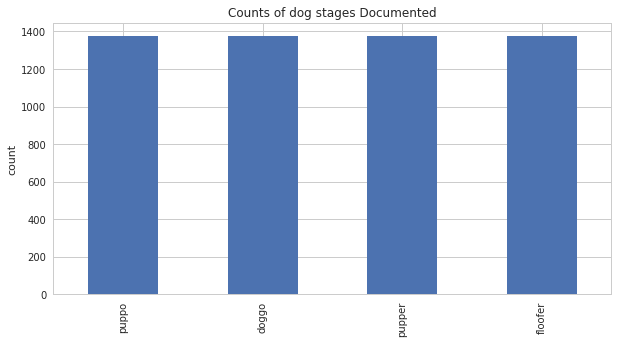 Counts of dog stages Documented
1400
1200
1000
800
600
400
200
0
count
puppo
doggo
pupper
floofer